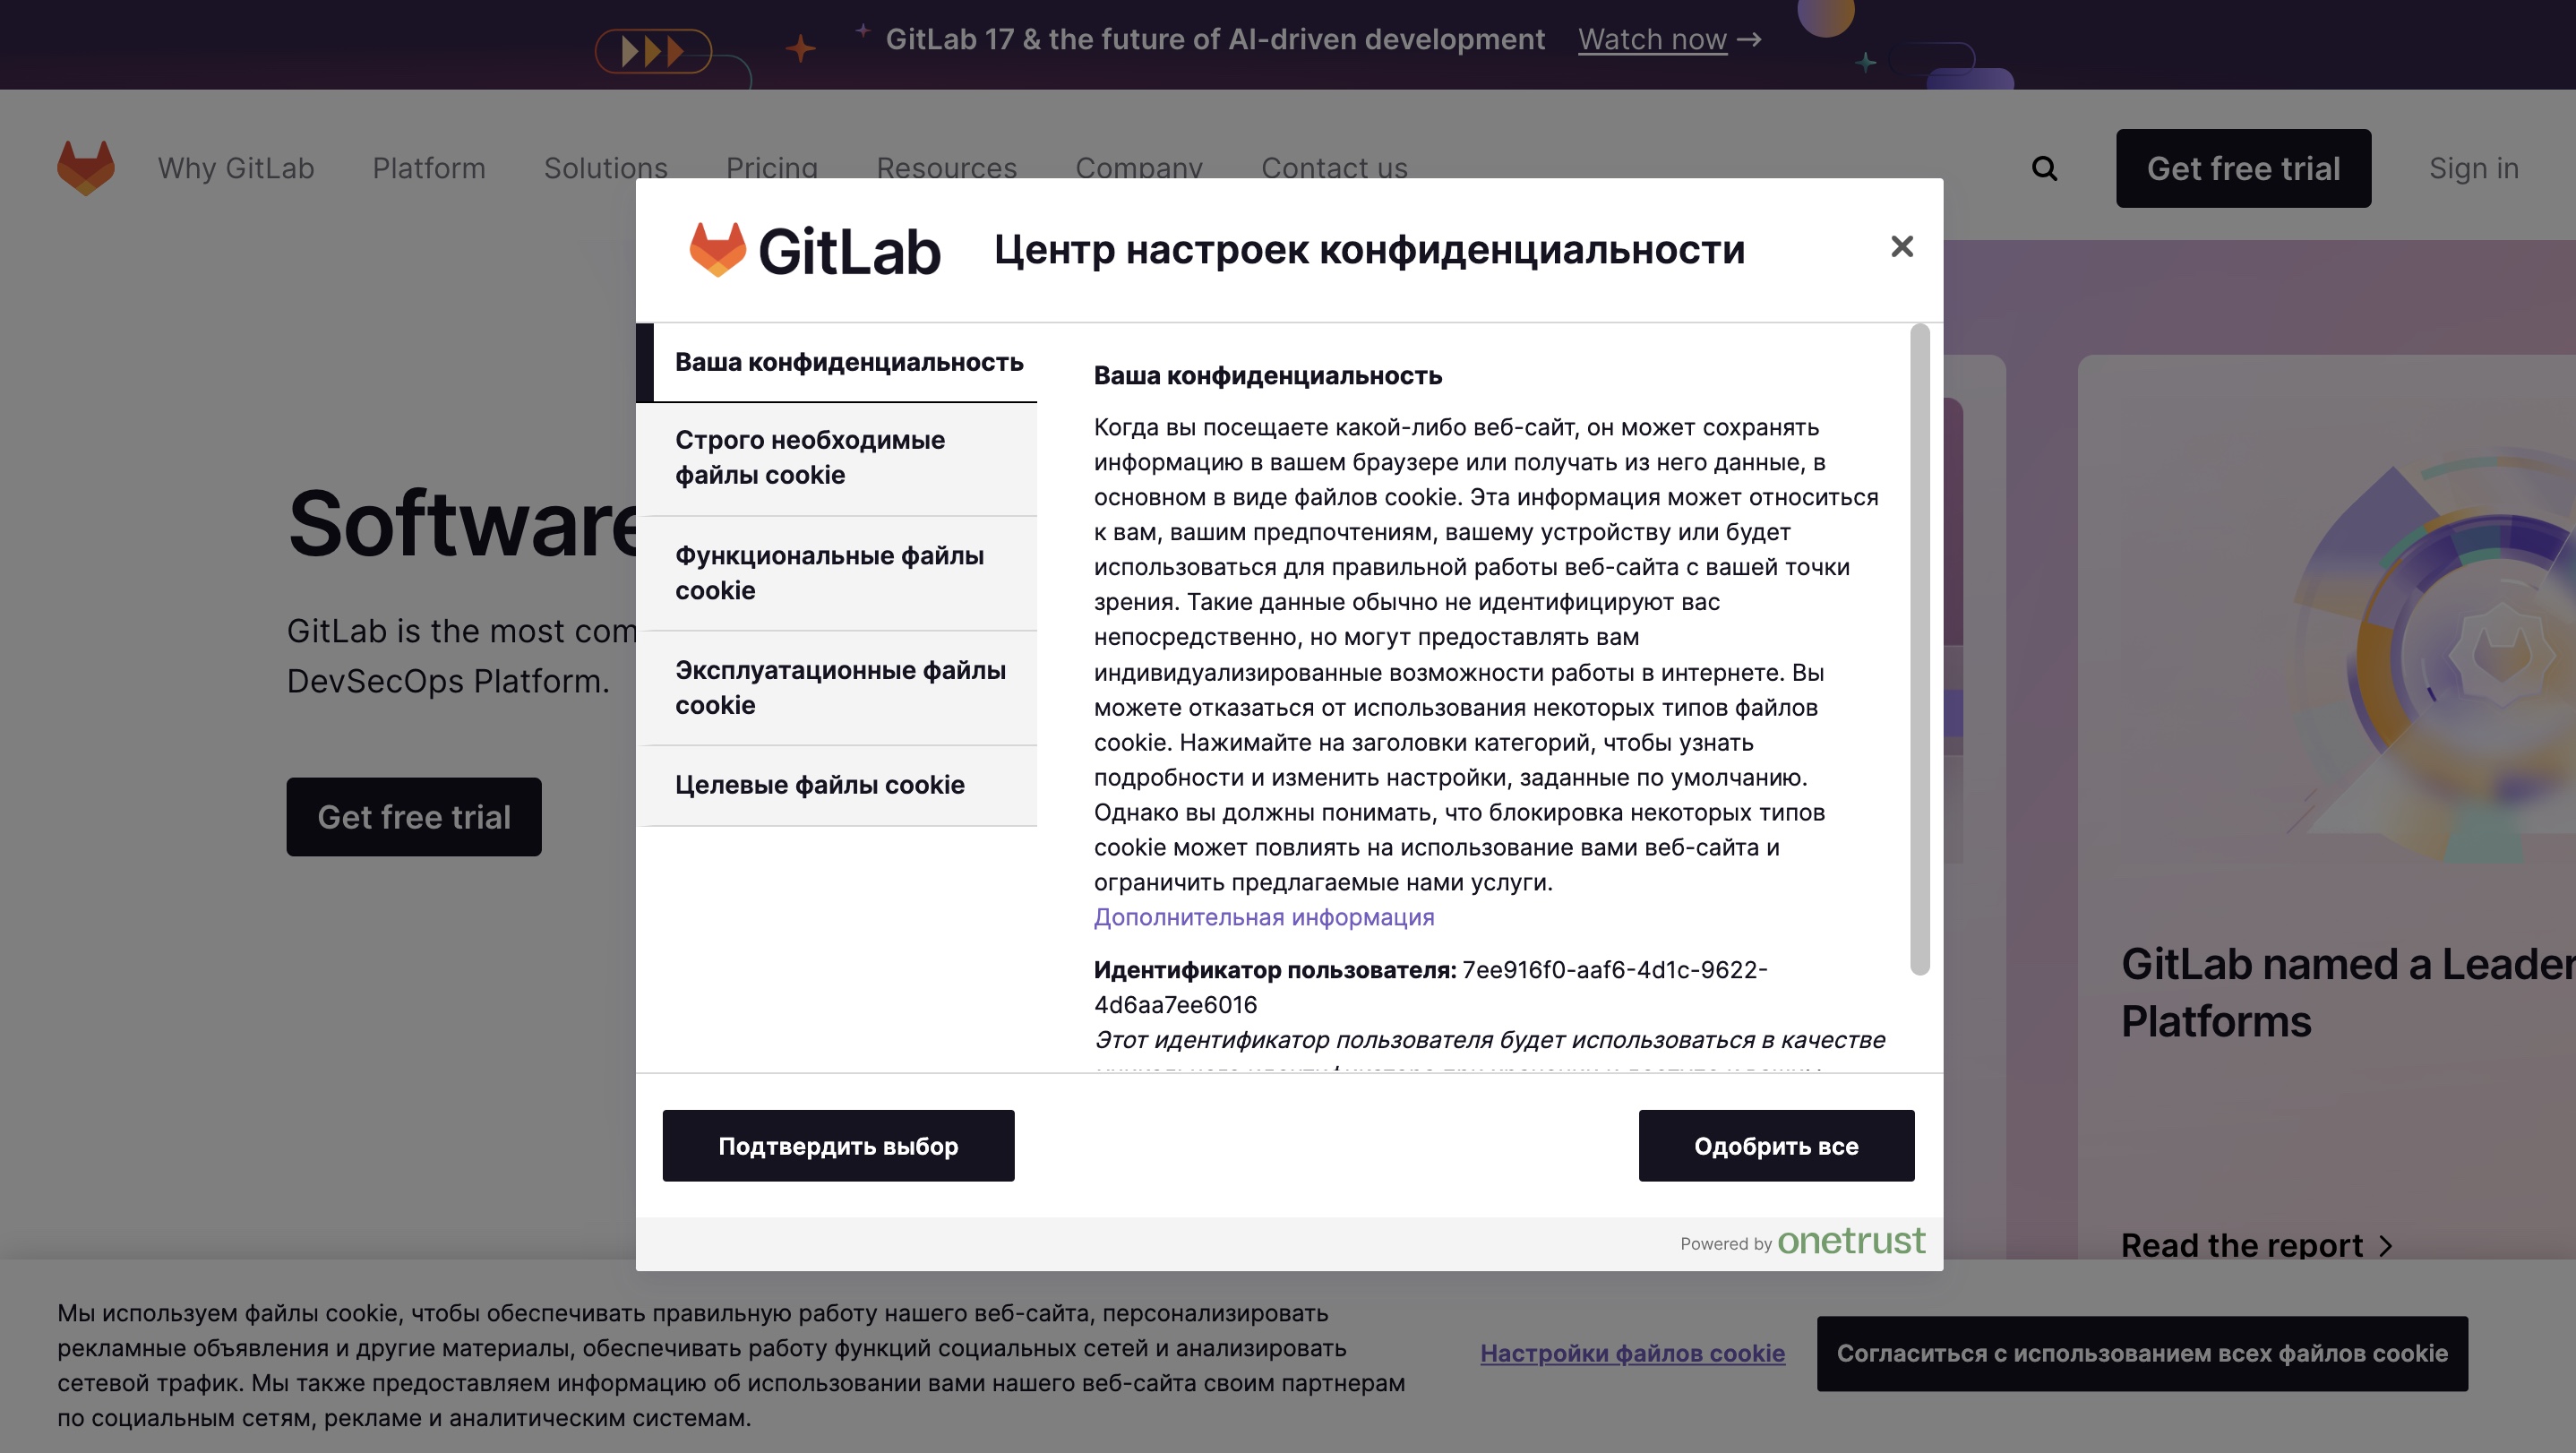 GitLab 17 & the future of AI-driven development Watch now →
Why GitLab Platform Solutions Pricing Resources Company Contact us Get free trial Sign in
GitLab Центр настроек конфиденциальности
Ваша конфиденциальность
Строго необходимые
файлы cookie
Функциональные файлы
cookie
Эксплуатационные файлы
cookie
Целевые файлы cookie
Ваша конфиденциальность
Когда вы посещаете какой-либо веб-сайт, он может сохранять
информацию в вашем браузере или получать из него данные, в
основном в виде файлов cookie. Эта информация может относиться
к вам, вашим предпочтениям, вашему устройству или будет
использоваться для правильной работы веб-сайта с вашей точки
зрения. Такие данные обычно не идентифицируют вас
непосредственно, но могут предоставлять вам
индивидуализированные возможности работы в интернете. Вы
можете отказаться от использования некоторых типов файлов
cookie. Нажимайте на заголовки категорий, чтобы узнать
подробности и изменить настройки, заданные по умолчанию.
Однако вы должны понимать, что блокировка некоторых типов
cookie может повлиять на использование вами веб-сайта и
ограничить предлагаемые нами услуги.
Дополнительная информация
Идентификатор пользователя: 7ee916f0-aaf6-4d1c-9622-
4d6aa7ee6016
Этот идентификатор пользователя будет использоваться в качестве
Подтвердить выбор
Одобрить все
Powered by onetrust
Software
GitLab is the most com
DevSecOps Platform.
Get free trial
GitLab named a Leader
Platforms
Read the report
Мы используем файлы cookie, чтобы обеспечивать правильную работу нашего веб-сайта, персонализировать
рекламные объявления и другие материалы, обеспечивать работу функций социальных сетей и анализировать
сетевой трафик. Мы также предоставляем информацию об использовании вами нашего веб-сайта своим партнерам
по социальным сетям, рекламе и аналитическим системам.
Настройки файлов cookie
Согласиться с использованием всех файлов cookie